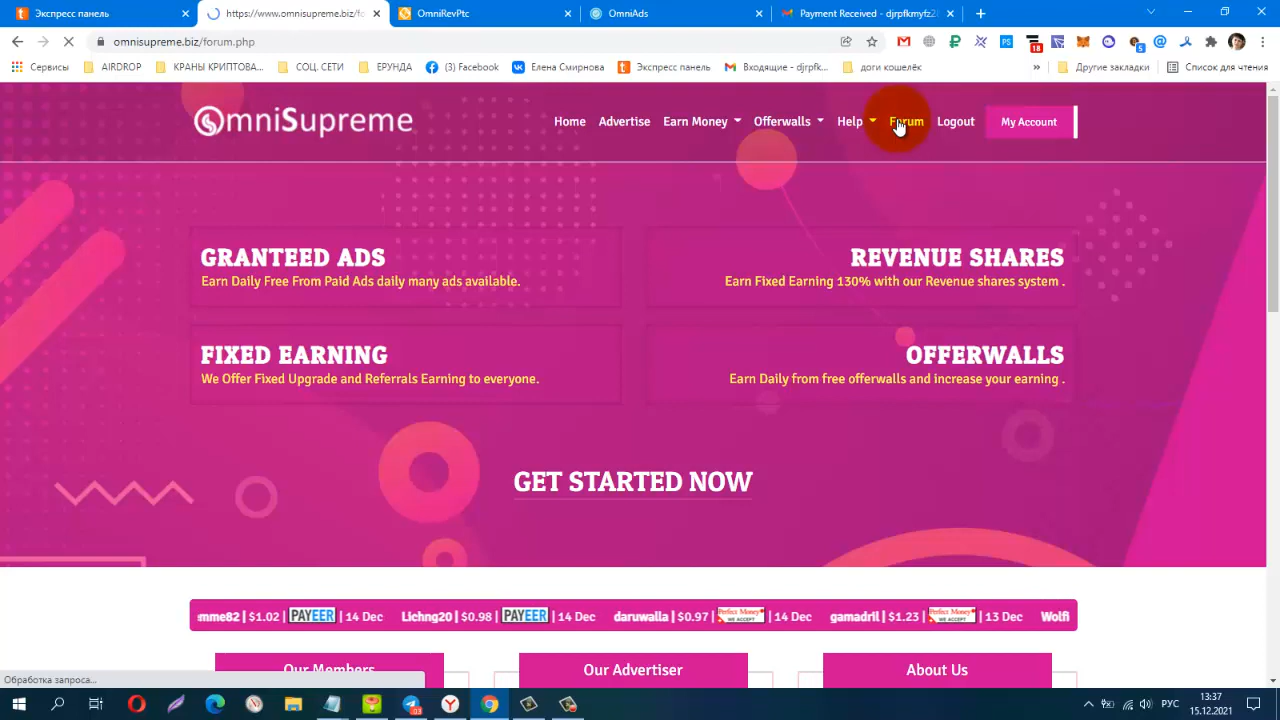 Экспресс панель
https://www.omnisupreme.biz/fo
OmniRevPtc
OmniAds
Payment Received - djrpfkmyfz2
omnisupreme.biz/forum.php
18
5
Сервисы
AIRDROP
КРАНЫ КРИПТОВА...
СОЦ. СЕТИ
ЕРУНДА
(3) Facebook
Елена Смирнова
Экспресс панель
Входящие - djrpfk...
доги кошелёк
Другие закладки
Список для чтения
OmniSupreme
Home
Advertise
Earn Money
Offerwalls
Help
Forum
Logout
My Account
GRANTEED ADS
Earn Daily Free From Paid Ads daily many ads available.
REVENUE SHARES
Earn Fixed Earning 130% with our Revenue shares system .
FIXED EARNING
We Offer Fixed Upgrade and Referrals Earning to everyone.
OFFERWALLS
Earn Daily from free offerwalls and increase your earning .
GET STARTED NOW
mme82 | $1.02 | PAYEER | 14 Dec
Lichng20 | $0.98 | PAYEER | 14 Dec
daruwalla | $0.97 | Perfect Money WE ACCEPT | 14 Dec
gamadril | $1.23 | Perfect Money WE ACCEPT | 13 Dec
Wolfi
Our Members
Our Advertiser
About Us
Обработка запроса...
РУС
13:37
15.12.2021